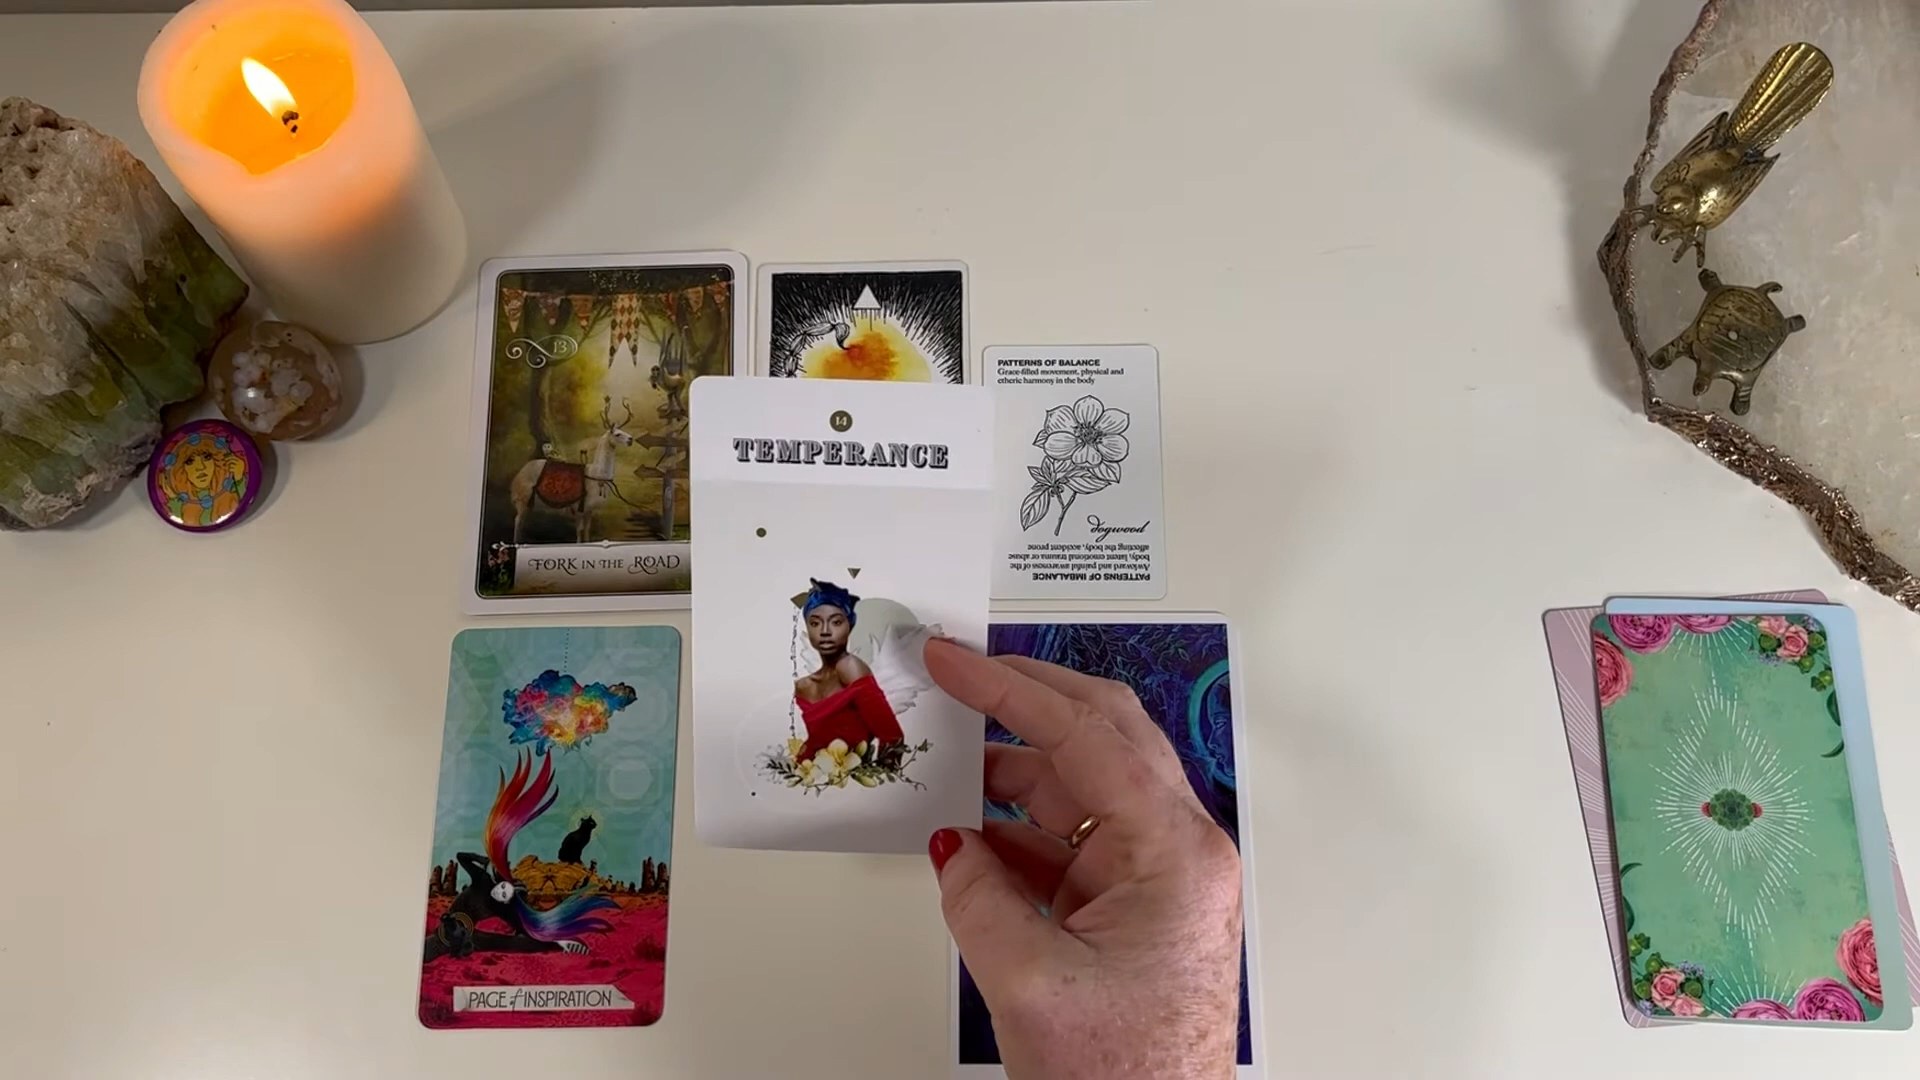 13
FORK IN THE ROAD
14
TEMPERANCE
PATTERNS OF BALANCE
Grace-filled movement, physical and
etheric harmony in the body
dogwood
PATTERNS OF IMBALANCE
Awkward and painful awareness of the
body, latent emotional trauma or abuse
affecting the body, accident prone
PAGE of INSPIRATION